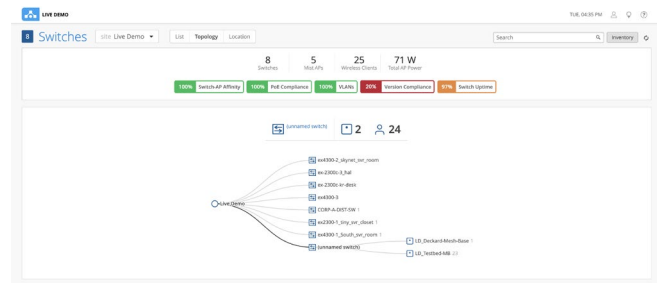 LIVE DEMO
TUE, 04:35 PM
8 Switches site Live Demo List Topology Location Search Inventory
8 5 25 71 W
Switches Mist APs Wireless Clients Total AP Power
100% Switch-AP Affinity 100% PoE Compliance 100% VLANs 20% Version Compliance 97% Switch Uptime
(unnamed switch) 2 24
ex4300-2_skynet_svr_room
ex-2300c-3_hal
ex-2300c-kr-desk
Live Demo
ex4300-3
CORP-A-DIST-SW 1
ex2300-1_tiny_svr_closet 1
ex4300-1_South_svr_room 1
(unnamed switch)
LD_Deckard-Mesh-Base 1
LD_Testbed-MB 23